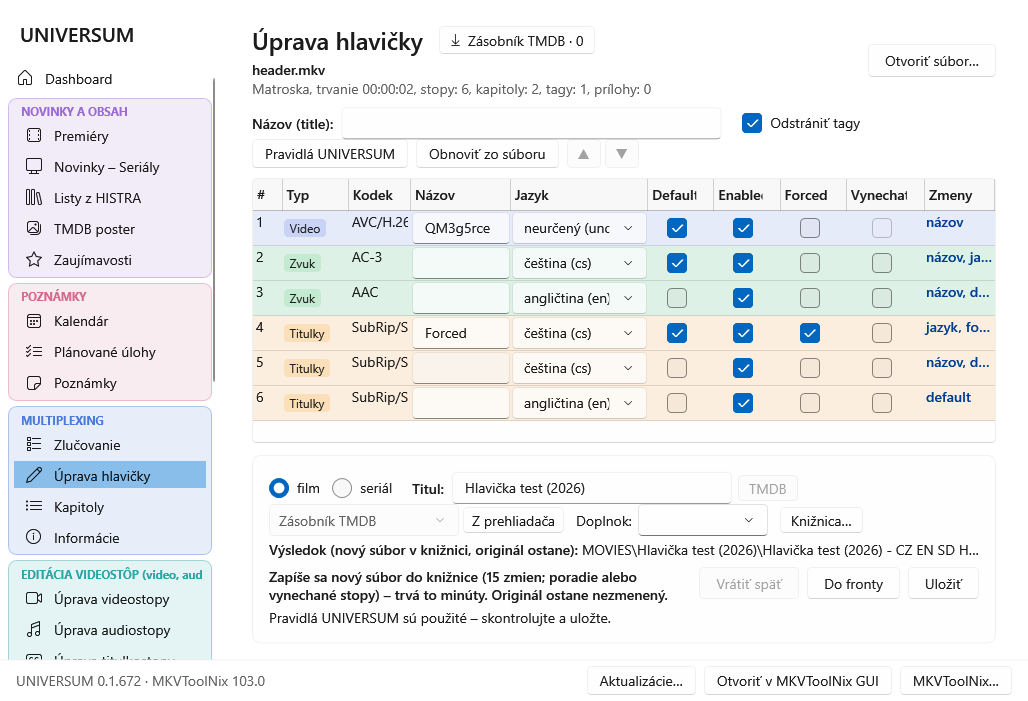 UNIVERSUM
Dashboard
NOVINKY A OBSAH
Premiéry
Novinky – Seriály
Listy z HISTRA
TMDB poster
Zaujímavosti
POZNÁMKY
Kalendár
Plánované úlohy
Poznámky
MULTIPLEXING
Zlučovanie
Úprava hlavičky
Kapitoly
Informácie
EDITÁCIA VIDEOSTÔP (video, aud
Úprava videostopy
Úprava audiostopy
Úprava hlavičky
Zásobník TMDB · 0
header.mkv
Matroska, trvanie 00:00:02, stopy: 6, kapitoly: 2, tagy: 1, prílohy: 0
Otvoriť súbor...
Názov (title):
Odstrániť tagy
Pravidlá UNIVERSUM
Obnoviť zo súboru
▲ ▼
# Typ Kodek Názov Jazyk Default Enabled Forced Vynechať Zmeny
1 Video AVC/H.26 QM3g5rce neurčený (und názov
2 Zvuk AC-3 čeština (cs) názov, ja...
3 Zvuk AAC angličtina (en) názov, d...
4 Titulky SubRip/S Forced čeština (cs) jazyk, fo...
5 Titulky SubRip/S čeština (cs) názov, d...
6 Titulky SubRip/S angličtina (en) default
film seriál Titul: Hlavička test (2026) TMDB
Zásobník TMDB Z prehliadača Doplnok: Knižnica...
Výsledok (nový súbor v knižnici, originál ostane): MOVIES\Hlavička test (2026)\Hlavička test (2026) - CZ EN SD H...
Zapíše sa nový súbor do knižnice (15 zmien; poradie alebo
vynechané stopy) – trvá to minúty. Originál ostane nezmenený.
Vrátiť späť Do fronty Uložiť
Pravidlá UNIVERSUM sú použité – skontrolujte a uložte.
UNIVERSUM 0.1.672 · MKVToolNix 103.0
Aktualizácie... Otvoriť v MKVToolNix GUI MKVToolNix...